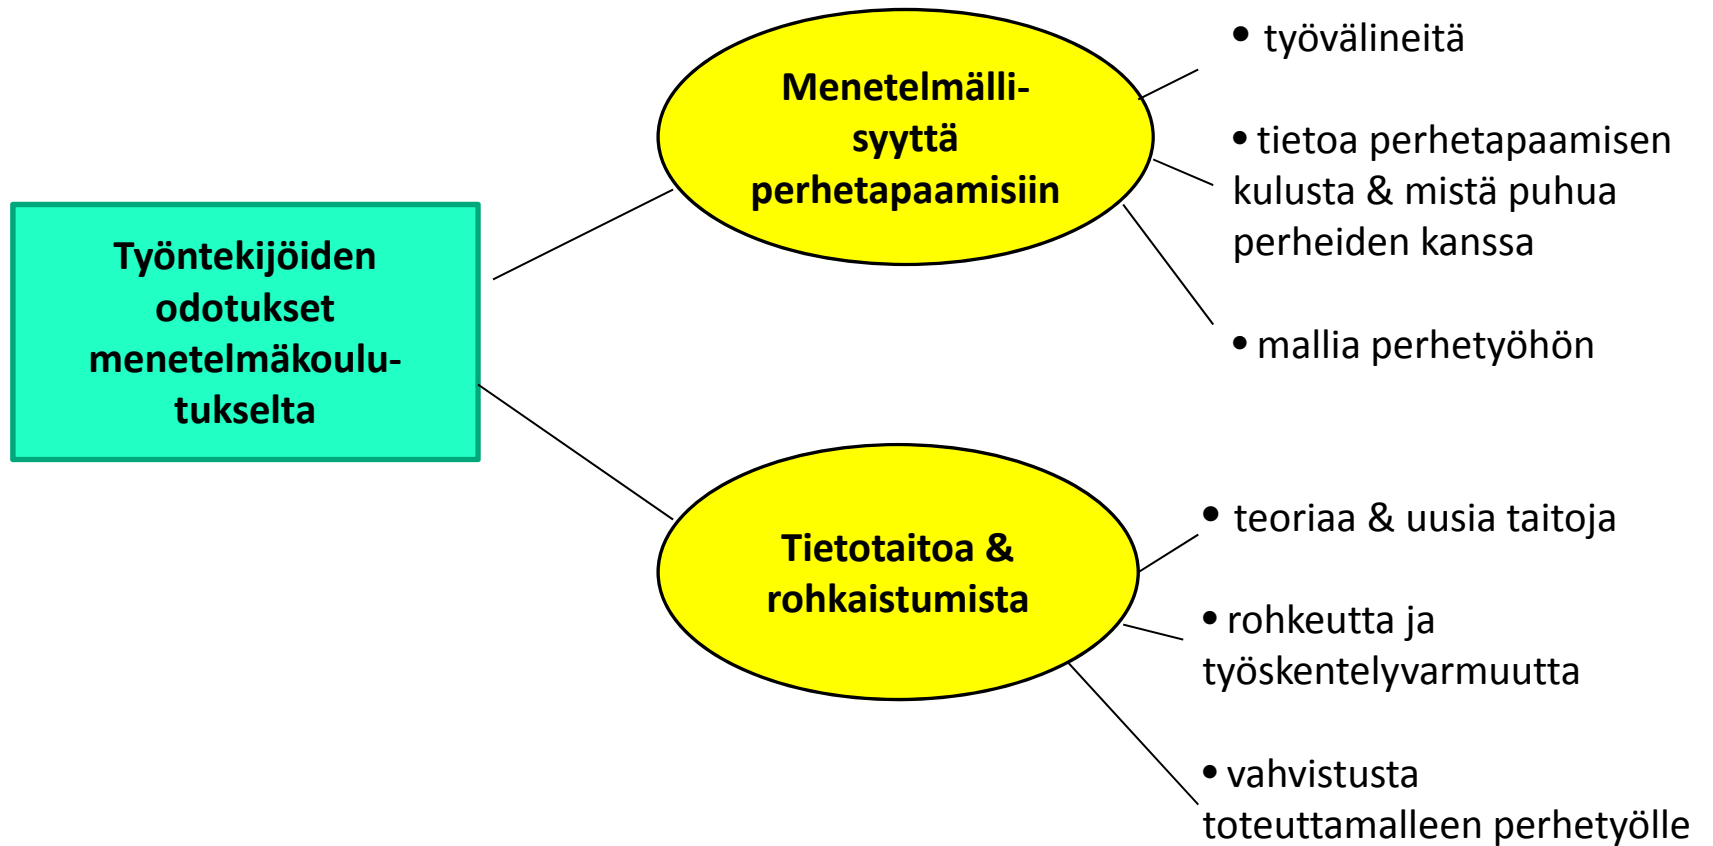 Työntekijöiden
odotukset
menetelmäkoulu-
tukselta
Menetelmälli-
syyttä
perhetapaamisiin
• työvälineitä
• tietoa perhetapaamisen
kulusta & mistä puhua
perheiden kanssa
• mallia perhetyöhön
Tietotaitoa &
rohkaistumista
• teoriaa & uusia taitoja
• rohkeutta ja
työskentelyvarmuutta
• vahvistusta
toteuttamalleen perhetyölle